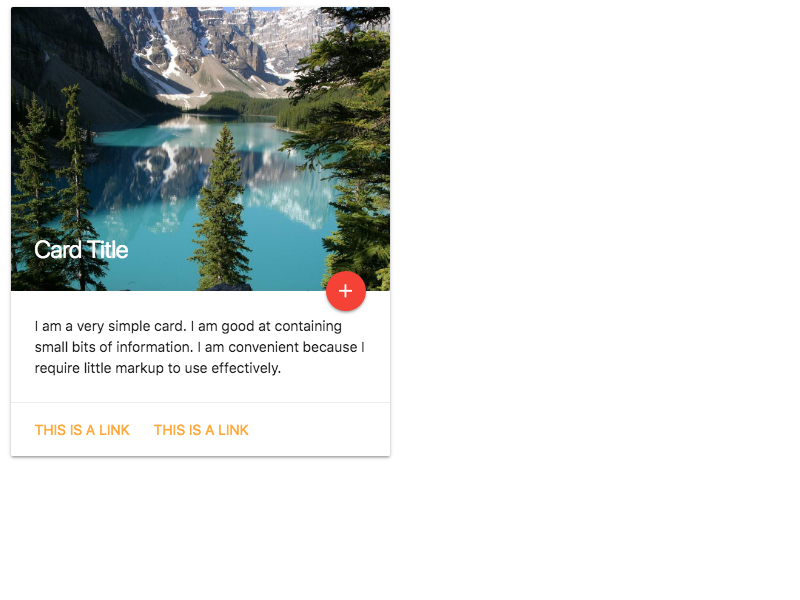 Card Title
+
I am a very simple card. I am good at containing
small bits of information. I am convenient because I
require little markup to use effectively.
THIS IS A LINK THIS IS A LINK